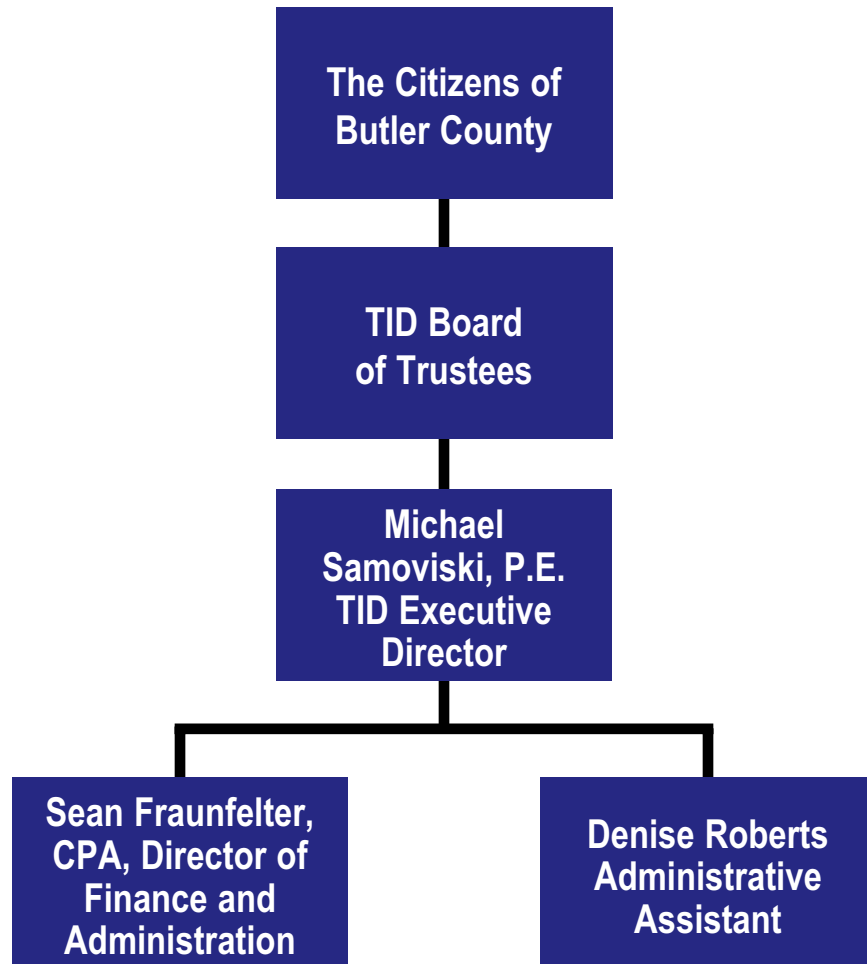 The Citizens of
Butler County
TID Board
of Trustees
Michael
Samoviski, P.E.
TID Executive
Director
Sean Fraunfelter,
CPA, Director of
Finance and
Administration
Denise Roberts
Administrative
Assistant